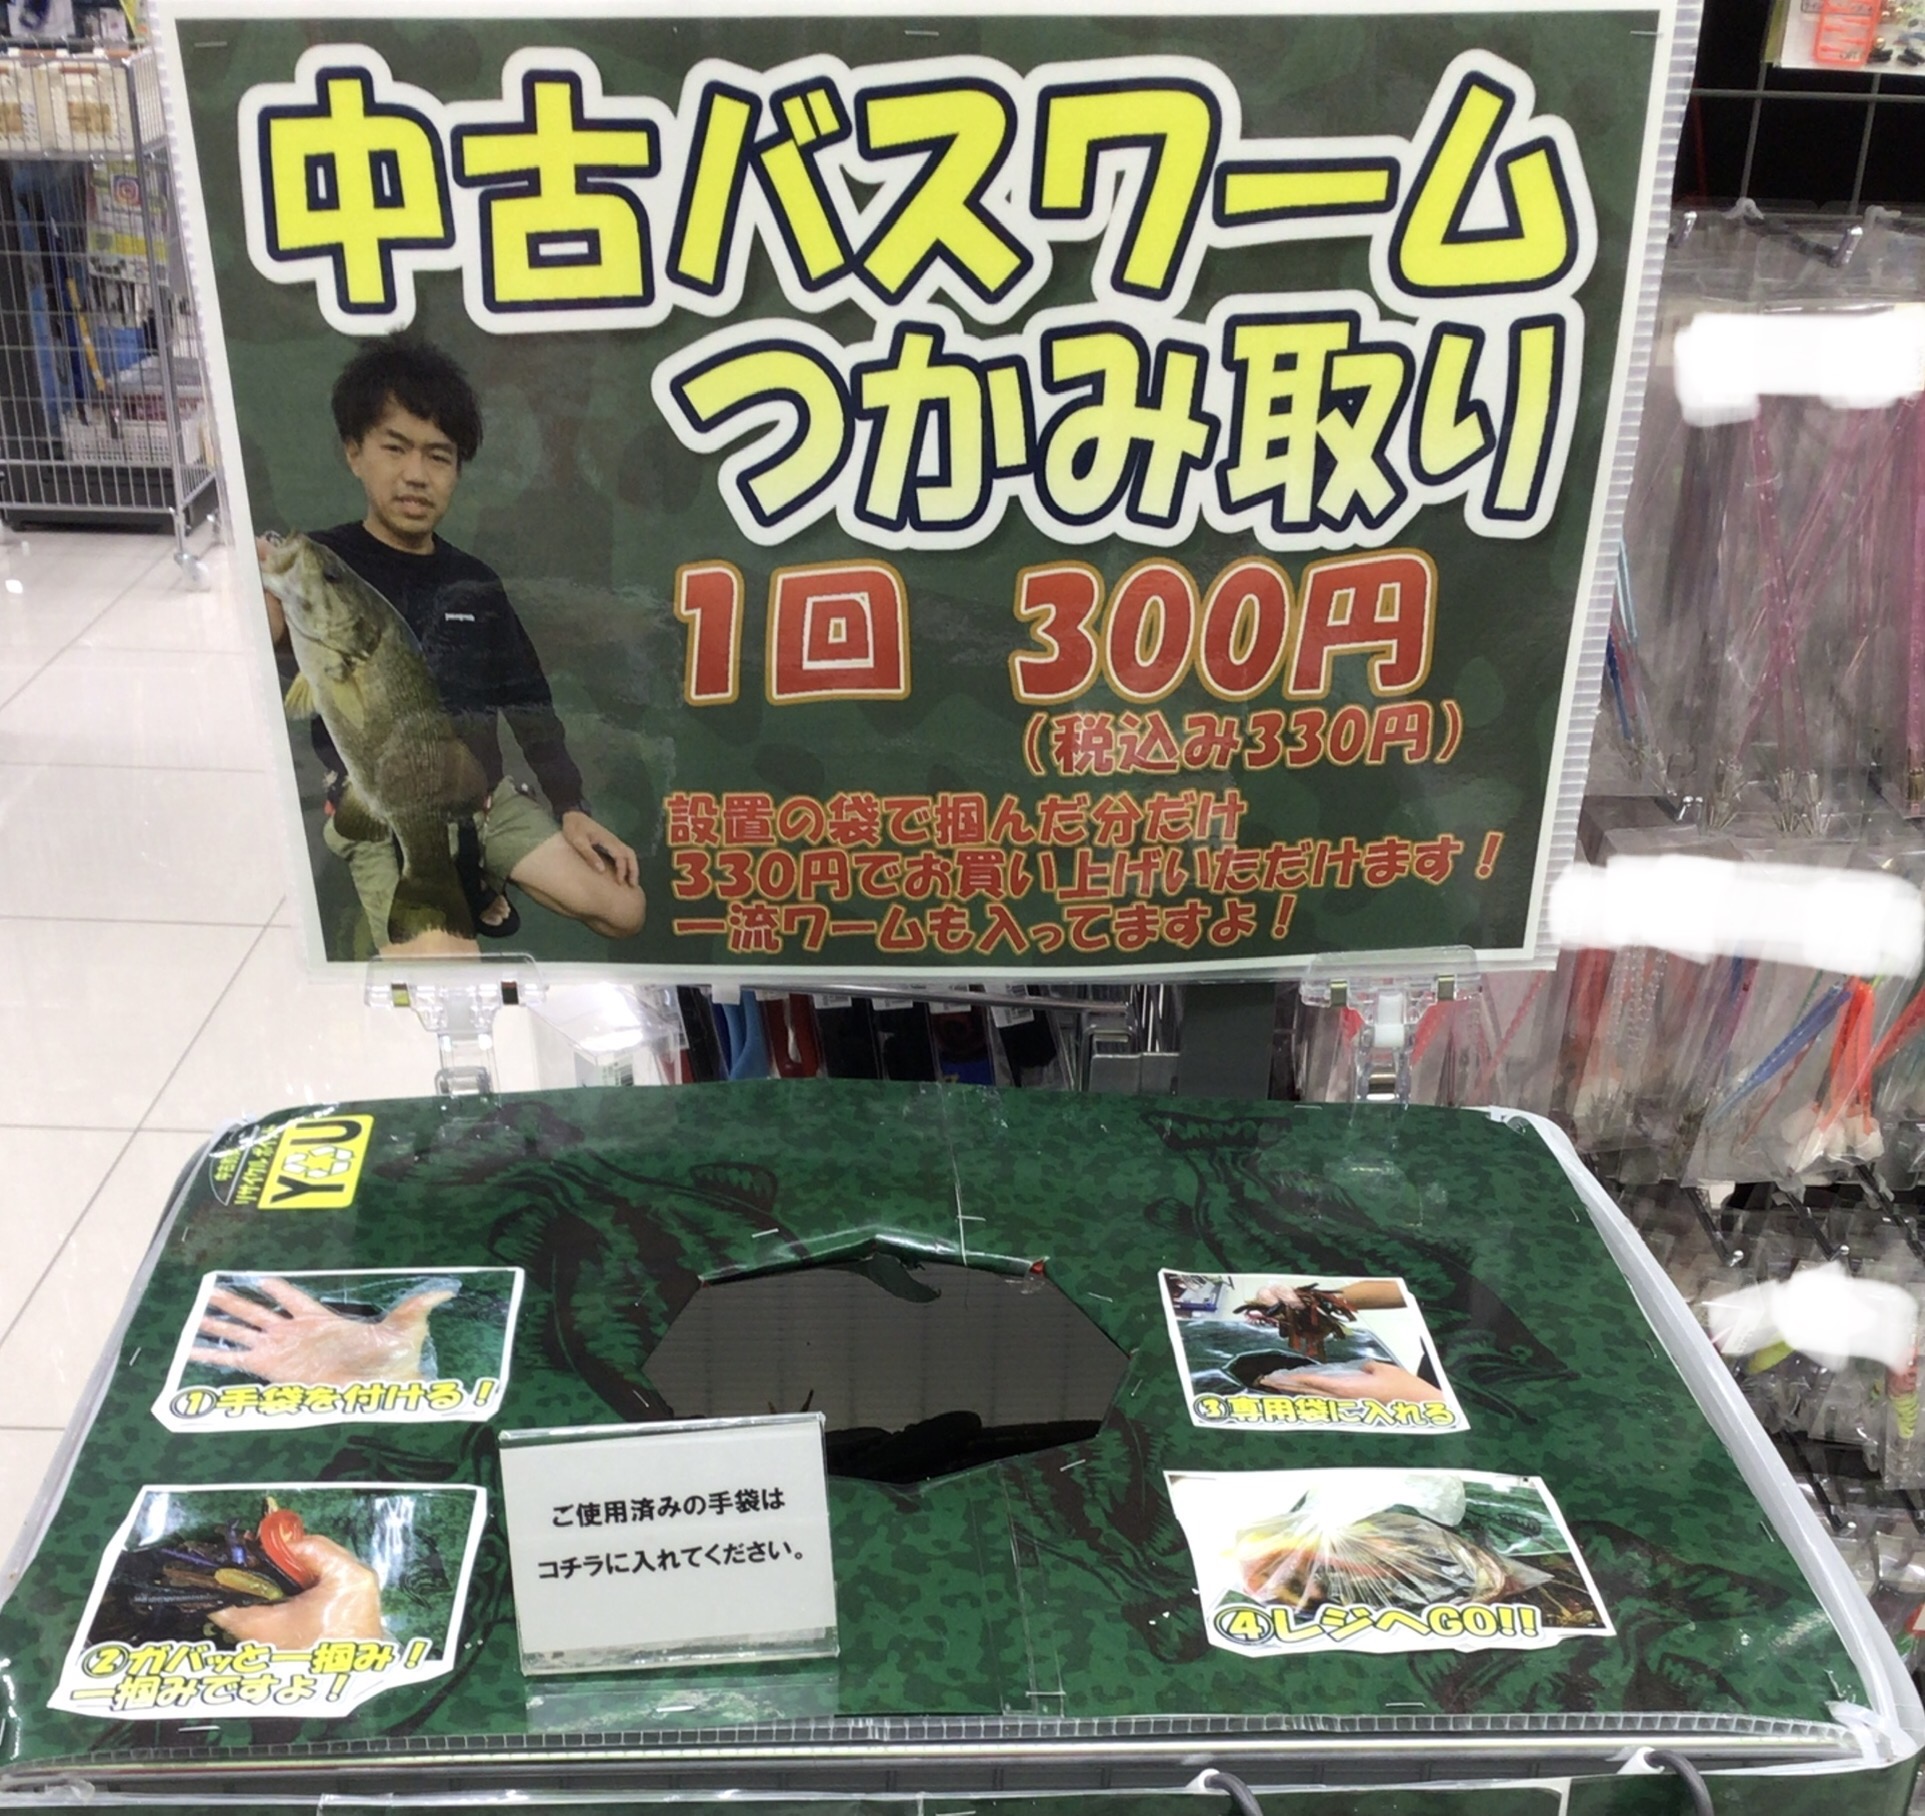 中古バスワーム
つかみ取り
1回 300円
(税込み330円)
設置の袋で掴んだ分だけ
330円でお買い上げいただけます!
一流ワームも入ってますよ!
①手袋を付ける!
②ガバッと一掴み!
一掴みですよ!
ご使用済みの手袋は
コチラに入れてください。
③専用袋に入れる
④レジへGO!!